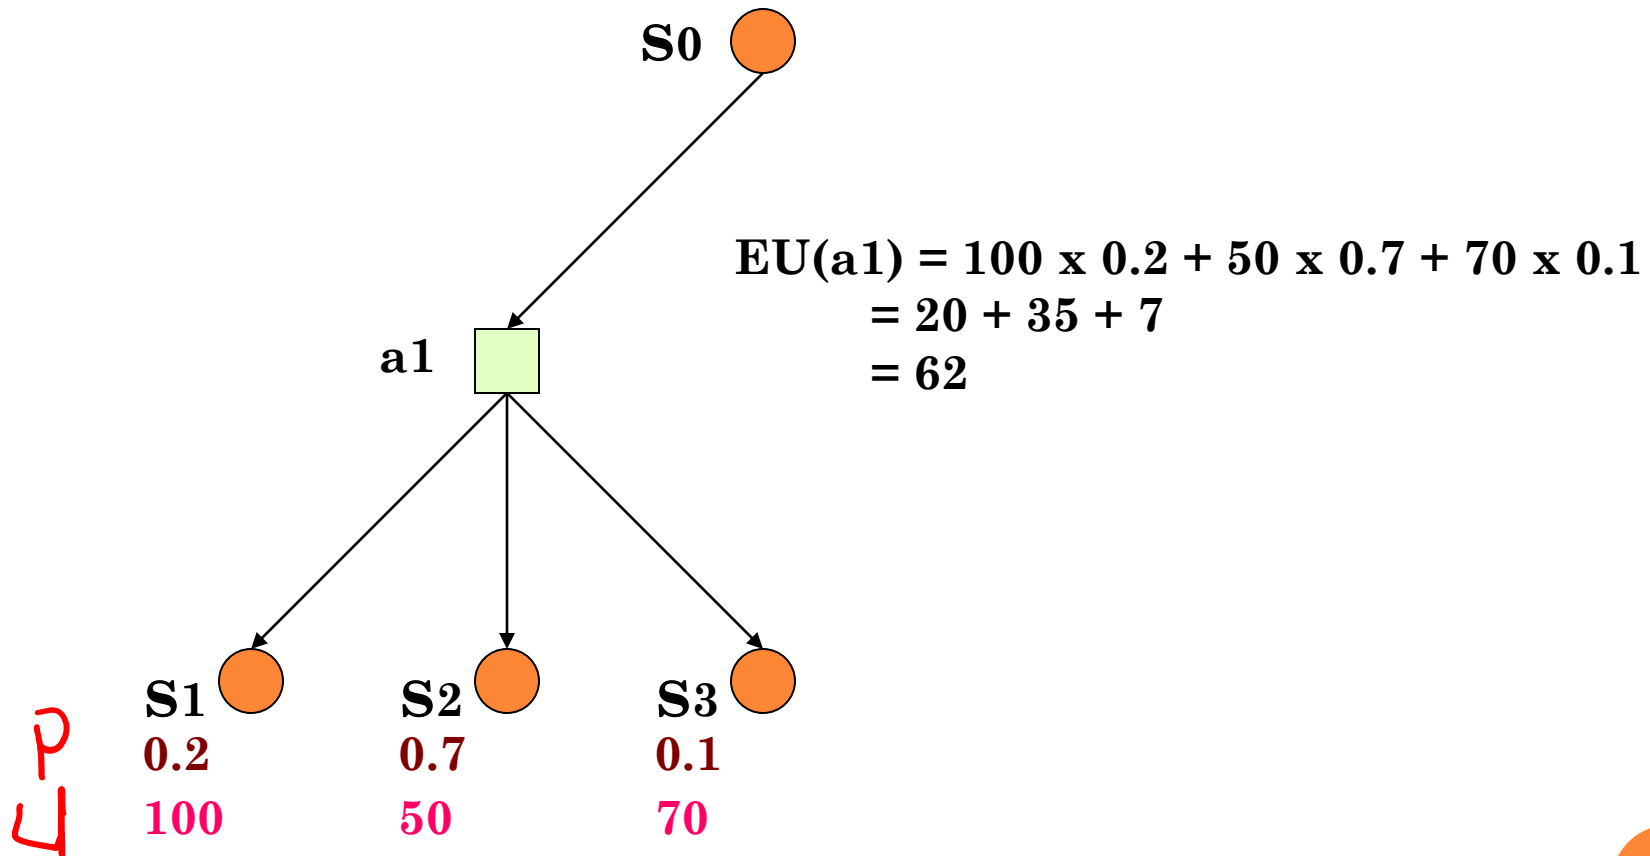 S0
EU(a1) = 100 x 0.2 + 50 x 0.7 + 70 x 0.1
= 20 + 35 + 7
a1
= 62
S1 S2 S3
p 0.2 0.7 0.1
u 100 50 70